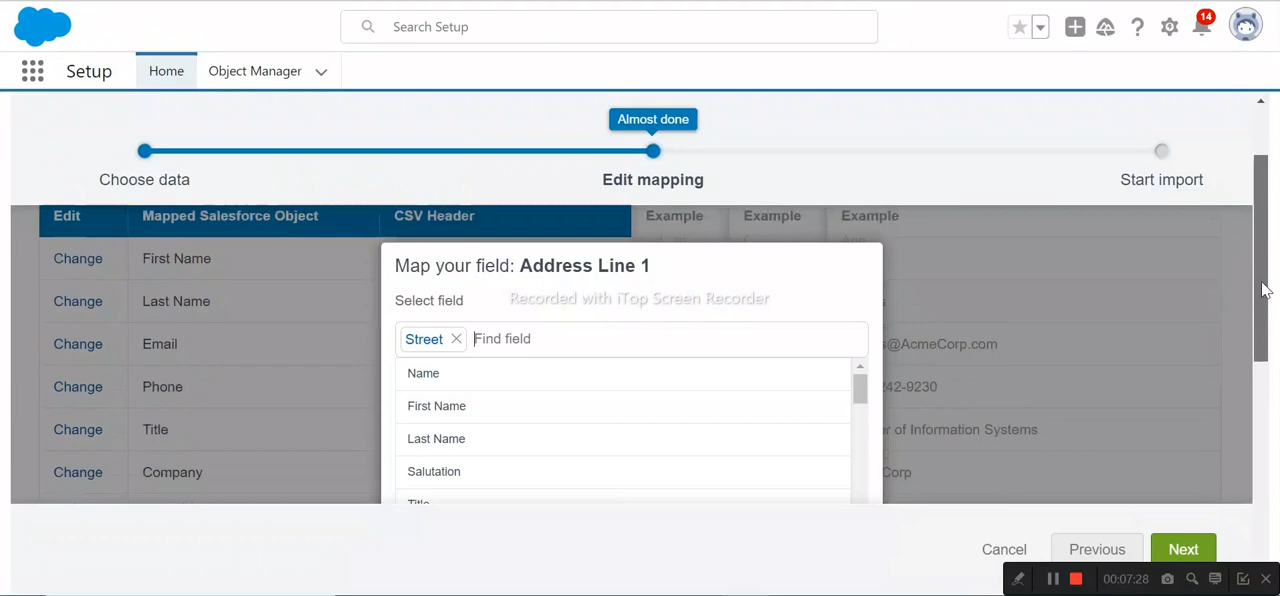 Search Setup
14
Setup
Home
Object Manager
Almost done
Choose data
Edit mapping
Start import
Edit
Mapped Salesforce Object
CSV Header
Example
Example
Example
Change
First Name
Change
Last Name
Change
Email
@AcmeCorp.com
Change
Phone
242-9230
Change
Title
of Information Systems
Change
Company
Corp
Map your field: Address Line 1
Select field
Recorded with iTop Screen Recorder
Street
Find field
Name
First Name
Last Name
Salutation
Title
Cancel
Previous
Next
00:07:28